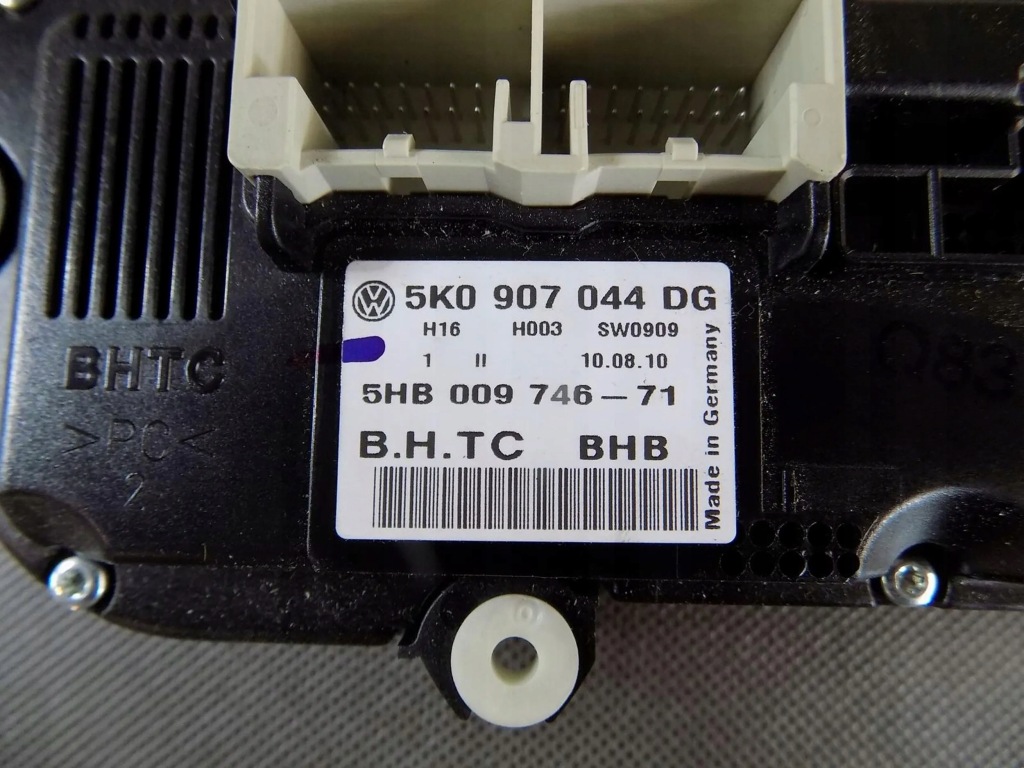 5K0 907 044 DG
H16 H003 SW0909
1 II 10.08.10
5HB 009 746-71
B.H.TC BHB
Made in Germany
BHTC
>PC<
2